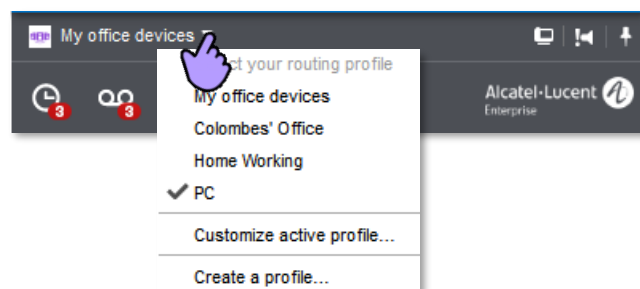 My office devices
your routing profile
My office devices
Colombes' Office
Home Working
PC
Customize active profile...
Create a profile...
3
3
Alcatel·Lucent
Enterprise